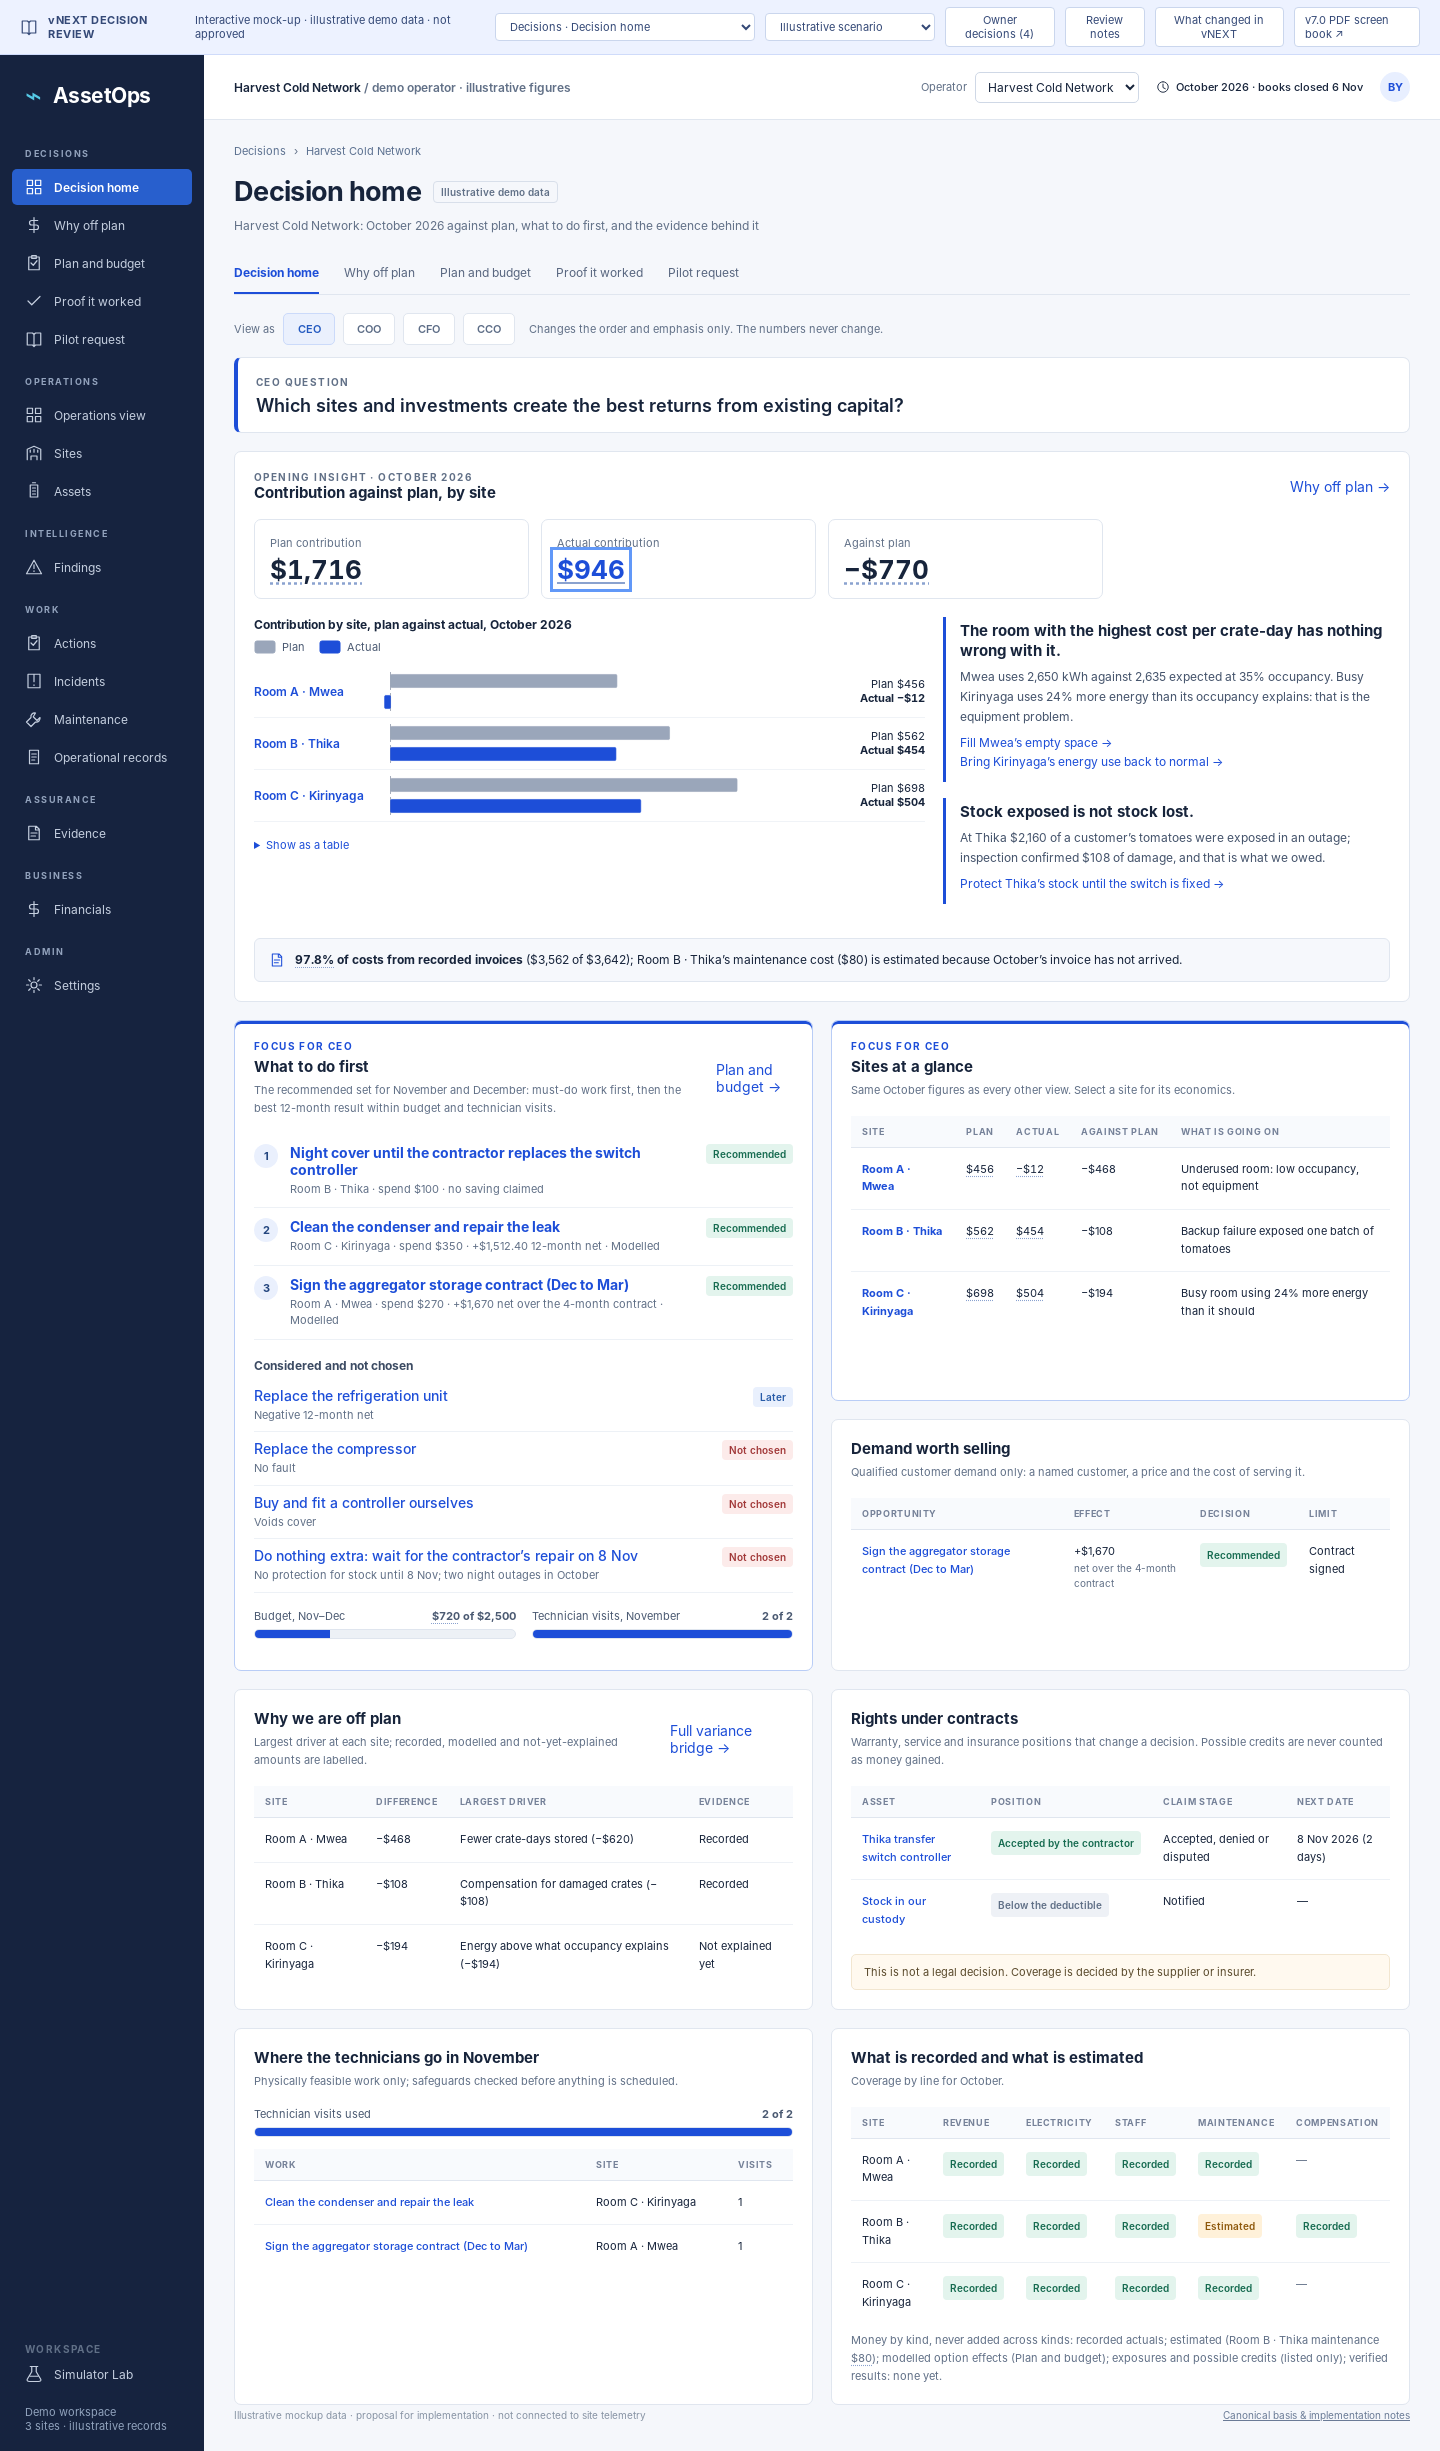 vNEXT DECISION
REVIEW
Interactive mock-up · illustrative demo data · not
approved
Decisions · Decision home
Illustrative scenario
Owner
decisions (4)
Review
notes
What changed in
vNEXT
v7.0 PDF screen
book ↗
AssetOps
Harvest Cold Network / demo operator · illustrative figures
Operator
Harvest Cold Network
October 2026 · books closed 6 Nov
BY
DECISIONS
Decision home
Why off plan
Plan and budget
Proof it worked
Pilot request
OPERATIONS
Operations view
Sites
Assets
INTELLIGENCE
Findings
WORK
Actions
Incidents
Maintenance
Operational records
ASSURANCE
Evidence
BUSINESS
Financials
ADMIN
Settings
WORKSPACE
Simulator Lab
Demo workspace
3 sites · illustrative records
Decisions › Harvest Cold Network
Decision home
Illustrative demo data
Harvest Cold Network: October 2026 against plan, what to do first, and the evidence behind it
Decision home
Why off plan
Plan and budget
Proof it worked
Pilot request
View as
CEO
COO
CFO
CCO
Changes the order and emphasis only. The numbers never change.
CEO QUESTION
Which sites and investments create the best returns from existing capital?
OPENING INSIGHT · OCTOBER 2026
Contribution against plan, by site
Why off plan →
Plan contribution
$1,716
Actual contribution
$946
Against plan
−$770
Contribution by site, plan against actual, October 2026
Plan
Actual
Room A · Mwea
Plan $456
Actual −$12
Room B · Thika
Plan $562
Actual $454
Room C · Kirinyaga
Plan $698
Actual $504
▶ Show as a table
The room with the highest cost per crate-day has nothing
wrong with it.
Mwea uses 2,650 kWh against 2,635 expected at 35% occupancy. Busy
Kirinyaga uses 24% more energy than its occupancy explains: that is the
equipment problem.
Fill Mwea’s empty space →
Bring Kirinyaga’s energy use back to normal →
Stock exposed is not stock lost.
At Thika $2,160 of a customer’s tomatoes were exposed in an outage;
inspection confirmed $108 of damage, and that is what we owed.
Protect Thika’s stock until the switch is fixed →
97.8% of costs from recorded invoices ($3,562 of $3,642); Room B · Thika’s maintenance cost ($80) is estimated because October’s invoice has not arrived.
FOCUS FOR CEO
What to do first
The recommended set for November and December: must-do work first, then the
best 12-month result within budget and technician visits.
Plan and
budget →
1
Night cover until the contractor replaces the switch
controller
Room B · Thika · spend $100 · no saving claimed
Recommended
2
Clean the condenser and repair the leak
Room C · Kirinyaga · spend $350 · +$1,512.40 12-month net · Modelled
Recommended
3
Sign the aggregator storage contract (Dec to Mar)
Room A · Mwea · spend $270 · +$1,670 net over the 4-month contract ·
Modelled
Recommended
Considered and not chosen
Replace the refrigeration unit
Negative 12-month net
Later
Replace the compressor
No fault
Not chosen
Buy and fit a controller ourselves
Voids cover
Not chosen
Do nothing extra: wait for the contractor’s repair on 8 Nov
No protection for stock until 8 Nov; two night outages in October
Not chosen
Budget, Nov–Dec
$720 of $2,500
Technician visits, November
2 of 2
FOCUS FOR CEO
Sites at a glance
Same October figures as every other view. Select a site for its economics.
SITE PLAN ACTUAL AGAINST PLAN WHAT IS GOING ON
Room A ·
Mwea
$456 −$12 −$468
Underused room: low occupancy,
not equipment
Room B · Thika
$562 $454 −$108
Backup failure exposed one batch of
tomatoes
Room C ·
Kirinyaga
$698 $504 −$194
Busy room using 24% more energy
than it should
Demand worth selling
Qualified customer demand only: a named customer, a price and the cost of serving it.
OPPORTUNITY EFFECT DECISION LIMIT
Sign the aggregator storage
contract (Dec to Mar)
+$1,670
net over the 4-month
contract
Recommended
Contract
signed
Why we are off plan
Largest driver at each site; recorded, modelled and not-yet-explained
amounts are labelled.
Full variance
bridge →
SITE DIFFERENCE LARGEST DRIVER EVIDENCE
Room A · Mwea −$468 Fewer crate-days stored (−$620) Recorded
Room B · Thika −$108 Compensation for damaged crates (−
$108)
Recorded
Room C ·
Kirinyaga
−$194
Energy above what occupancy explains
(−$194)
Not explained
yet
Rights under contracts
Warranty, service and insurance positions that change a decision. Possible credits are never counted
as money gained.
ASSET POSITION CLAIM STAGE NEXT DATE
Thika transfer
switch controller
Accepted by the contractor
Accepted, denied or
disputed
8 Nov 2026 (2
days)
Stock in our
custody
Below the deductible
Notified
—
This is not a legal decision. Coverage is decided by the supplier or insurer.
Where the technicians go in November
Physically feasible work only; safeguards checked before anything is scheduled.
Technician visits used
2 of 2
WORK SITE VISITS
Clean the condenser and repair the leak Room C · Kirinyaga 1
Sign the aggregator storage contract (Dec to Mar) Room A · Mwea 1
What is recorded and what is estimated
Coverage by line for October.
SITE REVENUE ELECTRICITY STAFF MAINTENANCE COMPENSATION
Room A ·
Mwea
Recorded Recorded Recorded Recorded —
Room B ·
Thika
Recorded Recorded Recorded Estimated Recorded
Room C ·
Kirinyaga
Recorded Recorded Recorded Recorded —
Money by kind, never added across kinds: recorded actuals; estimated (Room B · Thika maintenance
$80); modelled option effects (Plan and budget); exposures and possible credits (listed only); verified
results: none yet.
Illustrative mockup data · proposal for implementation · not connected to site telemetry
Canonical basis & implementation notes